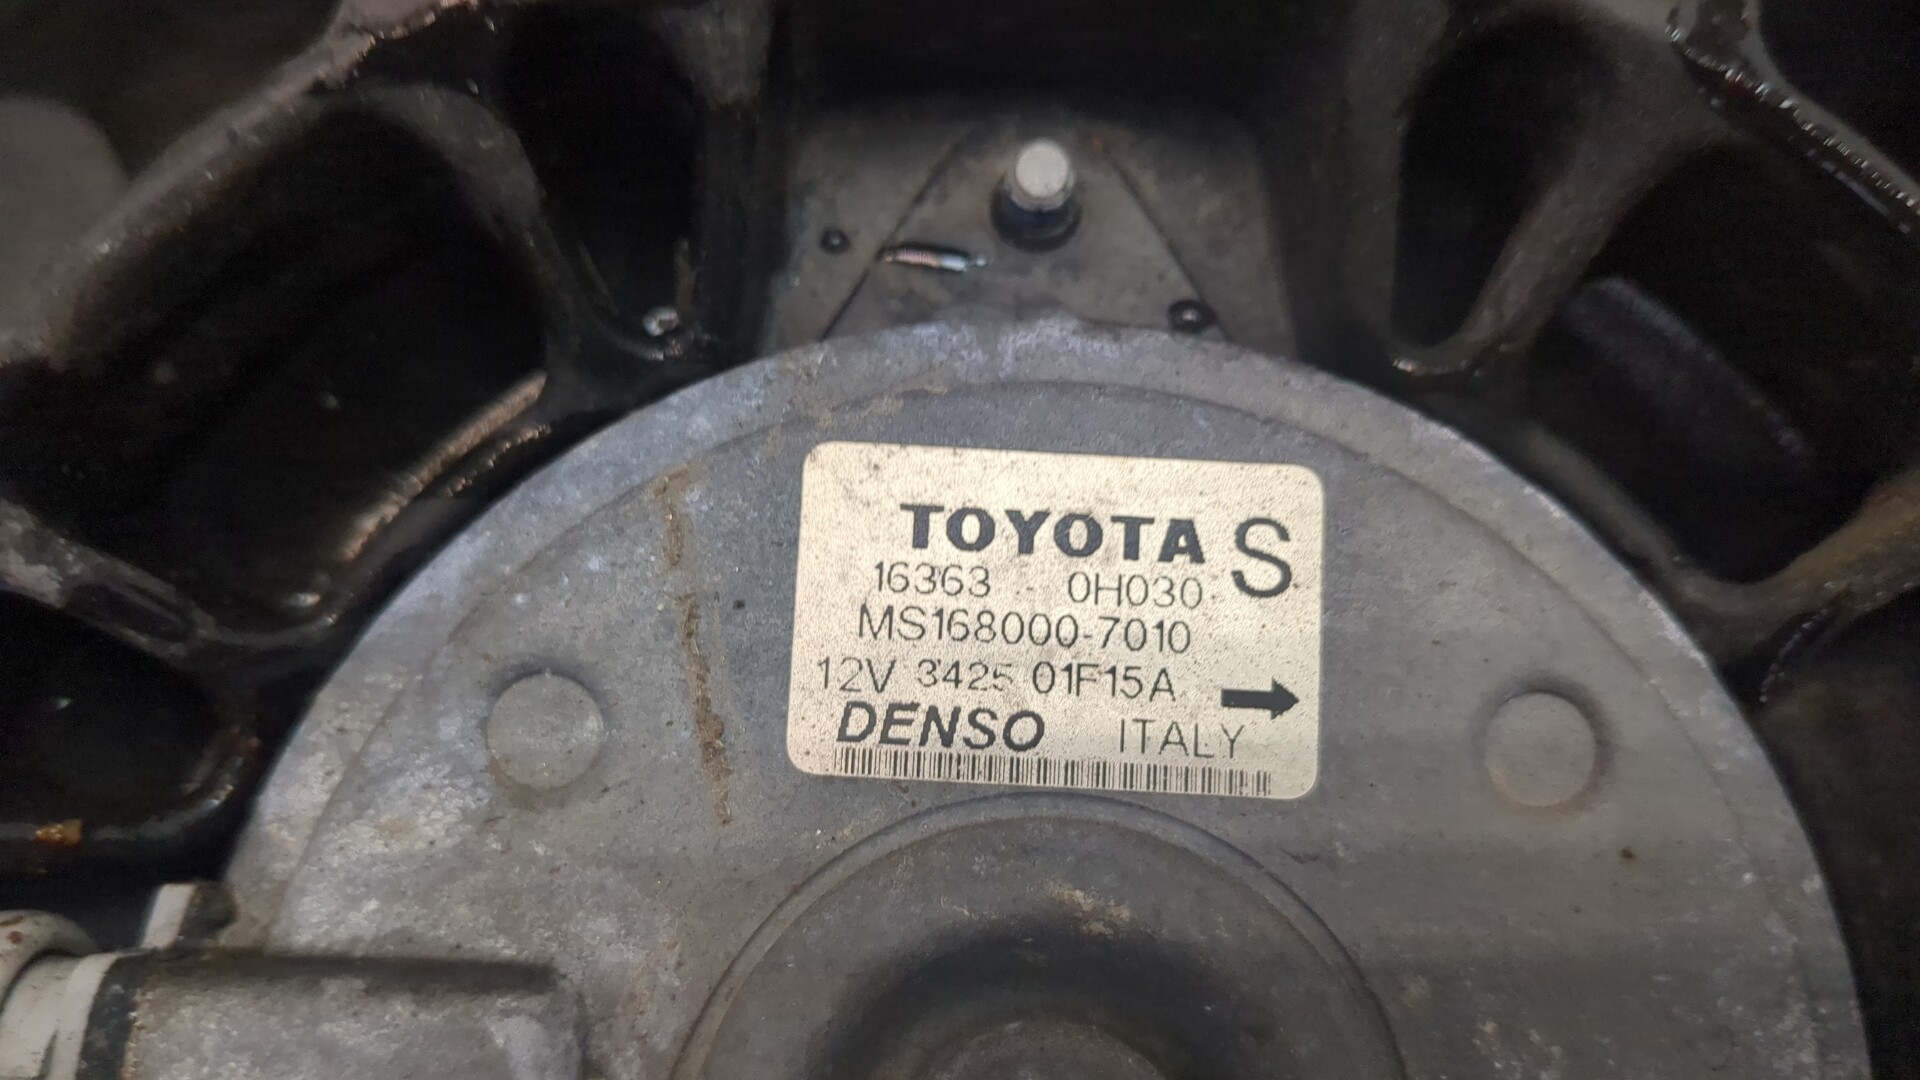 TOYOTA S
16363 - 0H030
MS168000-7010
12V 3425 01F15A
DENSO ITALY